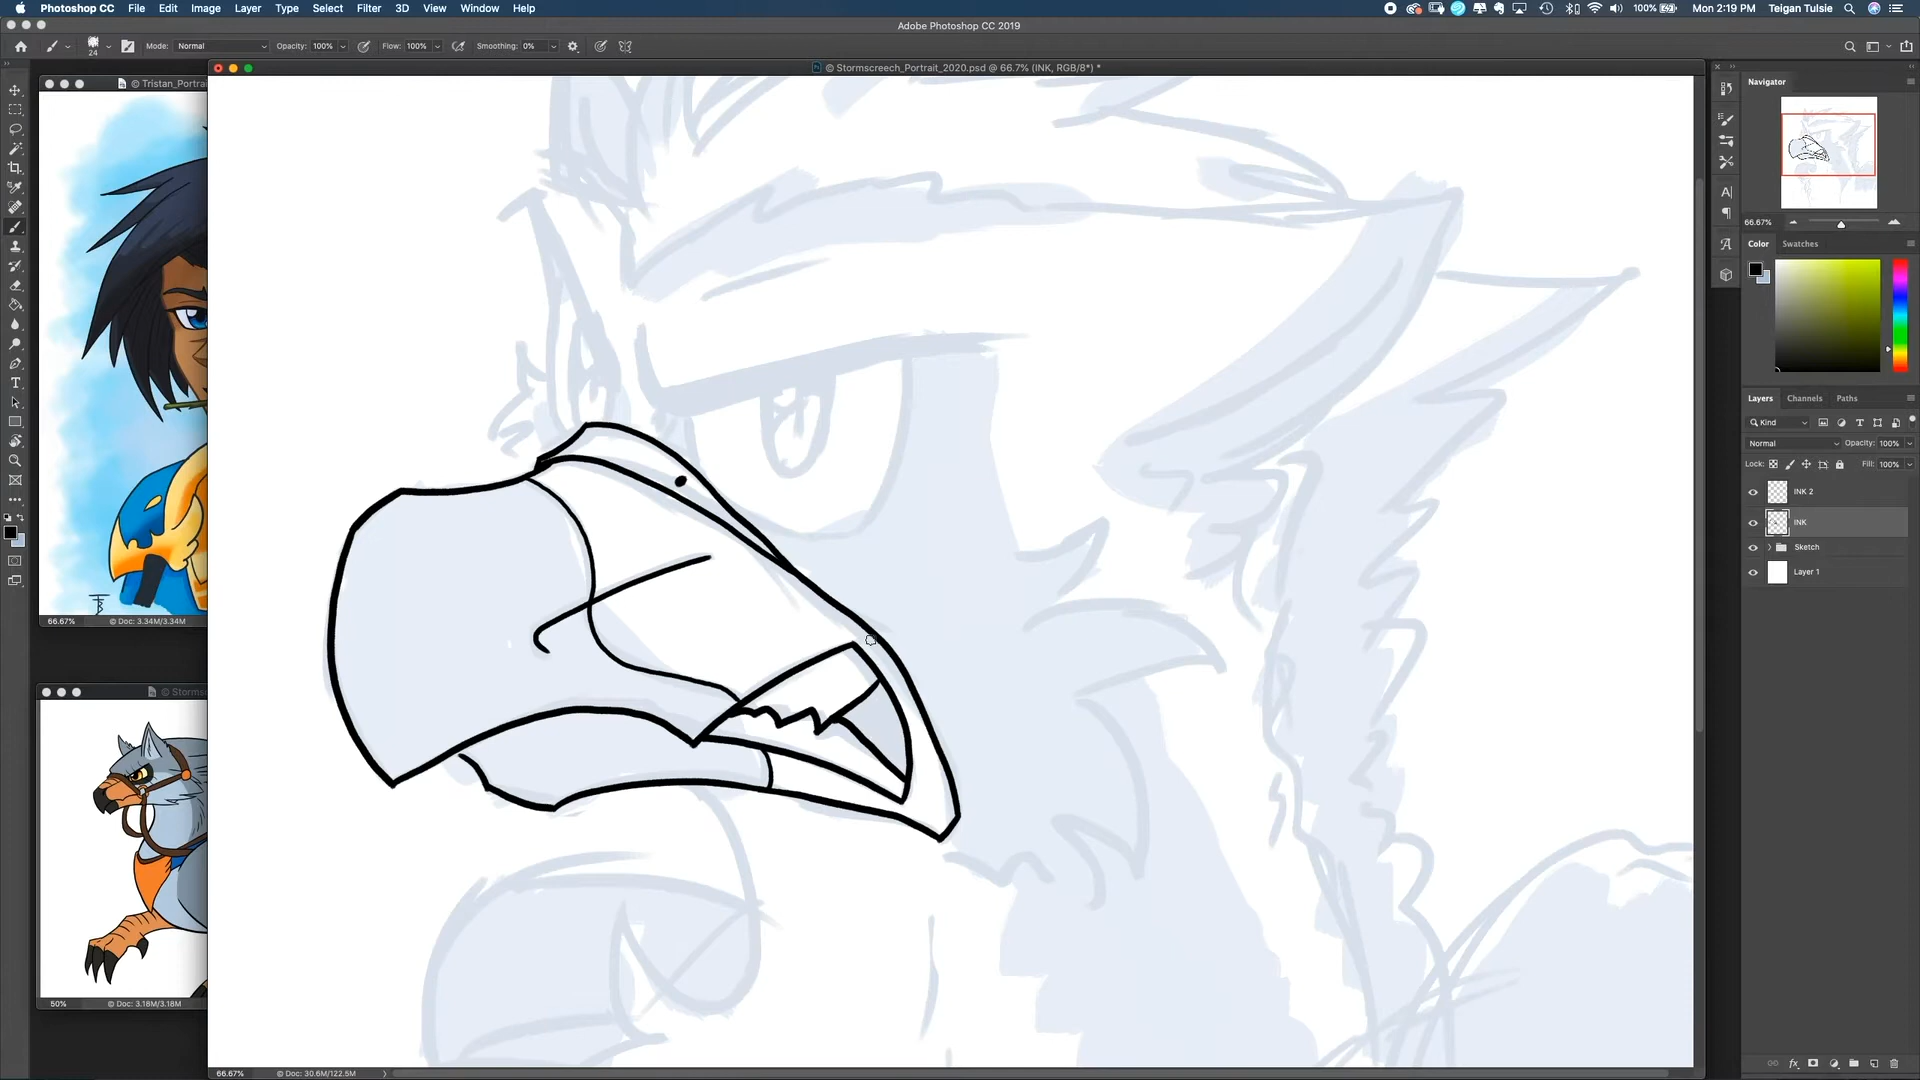 Photoshop CC File Edit Image Layer Type Select Filter 3D View Window Help 100% Mon 2:19 PM Teigan Tulsie
Adobe Photoshop CC 2019
24 Mode: Normal Opacity: 100% Flow: 100% Smoothing: 0%
© Stormscreech_Portrait_2020.psd @ 66.7% (INK, RGB/8*) *
© Tristan_Portrai
66.67% © Doc: 3.34M/3.34M
© Storms
50% © Doc: 3.18M/3.18M
66.67% © Doc: 30.6M/122.5M
Navigator
66.67%
Color Swatches
Layers Channels Paths
Kind
Normal Opacity: 100%
Lock: Fill: 100%
INK 2
INK
Sketch
Layer 1